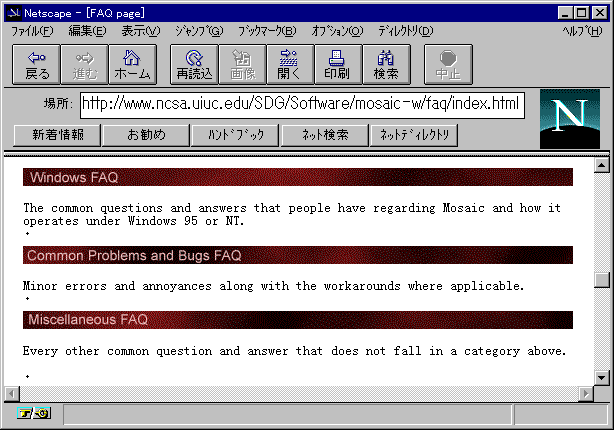 Netscape - [FAQ page]
ファイル(F) 編集(E) 表示(V) ジャンプ(G) ブックマーク(B) オプション(O) ディレクトリ(D) ヘルプ(H)
戻る 進む ホーム 再読込 画像 開く 印刷 検索 中止
場所: http://www.ncsa.uiuc.edu/SDG/Software/mosaic-w/faq/index.html
N
新着情報 お勧め ハンドブック ネット検索 ネットディレクトリ
Windows FAQ
The common questions and answers that people have regarding Mosaic and how it
operates under Windows 95 or NT.
Common Problems and Bugs FAQ
Minor errors and annoyances along with the workarounds where applicable.
Miscellaneous FAQ
Every other common question and answer that does not fall in a category above.